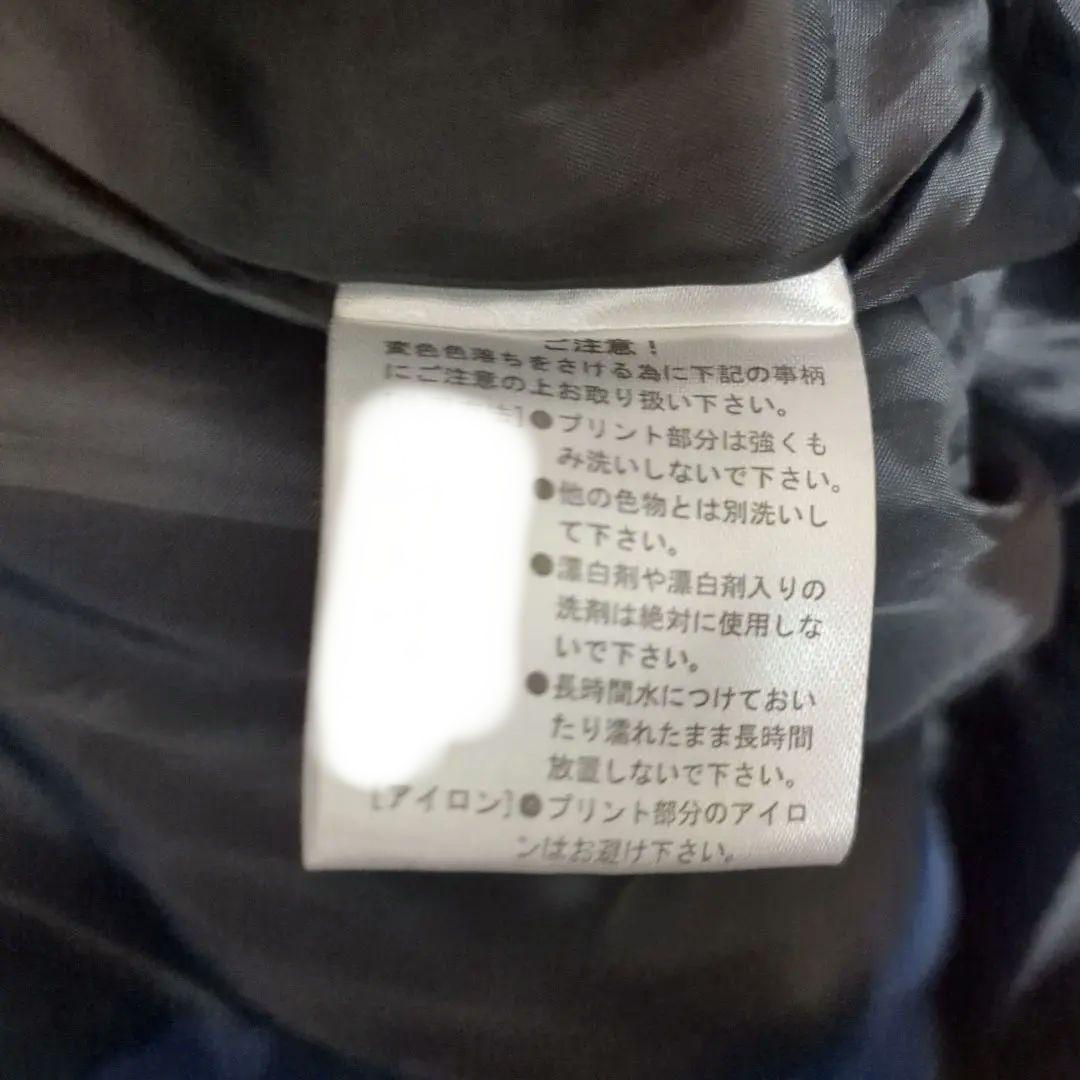 ご注意！
変色色落ちをさける為に下記の事柄
にご注意の上お取り扱い下さい。
●プリント部分は強くも
み洗いしないで下さい。
●他の色物とは別洗いし
て下さい。
●漂白剤や漂白剤入りの
洗剤は絶対に使用しな
いで下さい。
●長時間水につけておい
たり濡れたまま長時間
放置しないで下さい。
[アイロン]●プリント部分のアイロ
ンはお避け下さい。